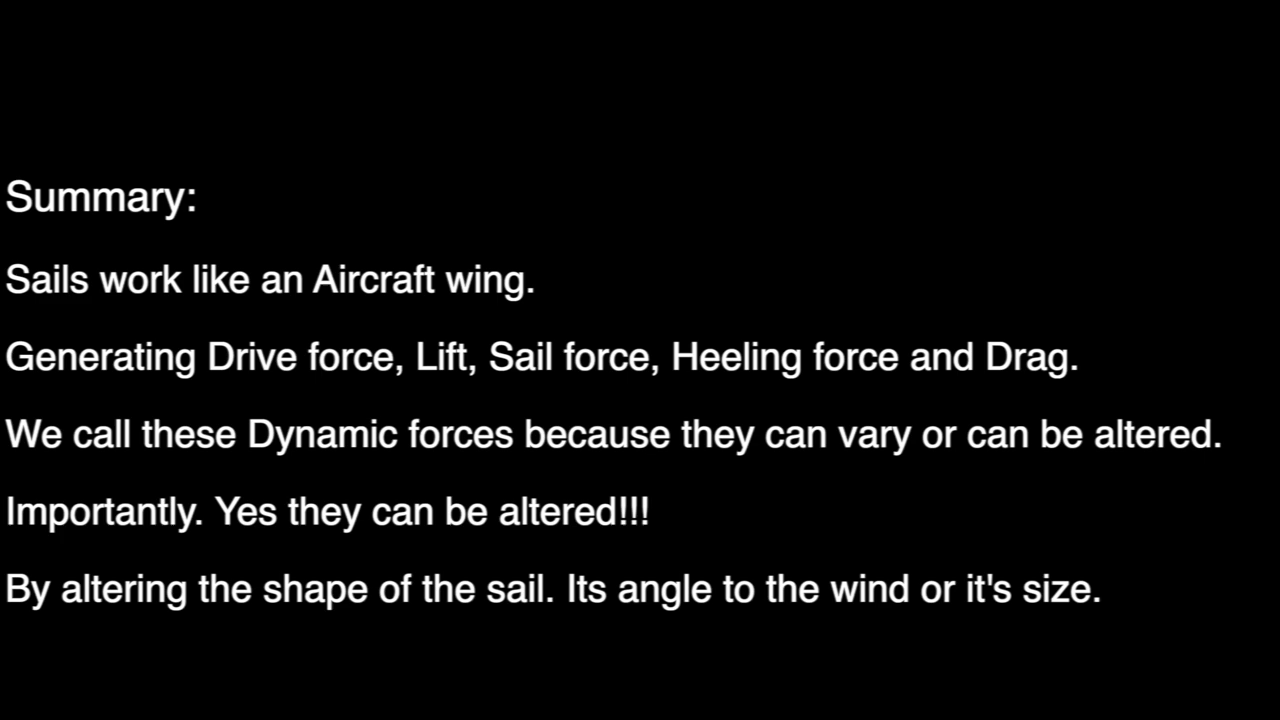 Summary:
Sails work like an Aircraft wing.
Generating Drive force, Lift, Sail force, Heeling force and Drag.
We call these Dynamic forces because they can vary or can be altered.
Importantly. Yes they can be altered!!!
By altering the shape of the sail. Its angle to the wind or it's size.